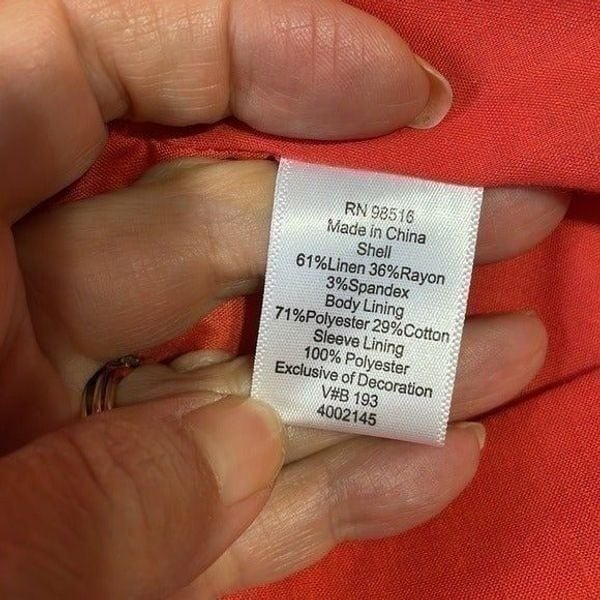 RN 98516
Made in China
Shell
61%Linen 36%Rayon
3%Spandex
Body Lining
71%Polyester 29%Cotton
Sleeve Lining
100% Polyester
Exclusive of Decoration
V#B 193
4002145